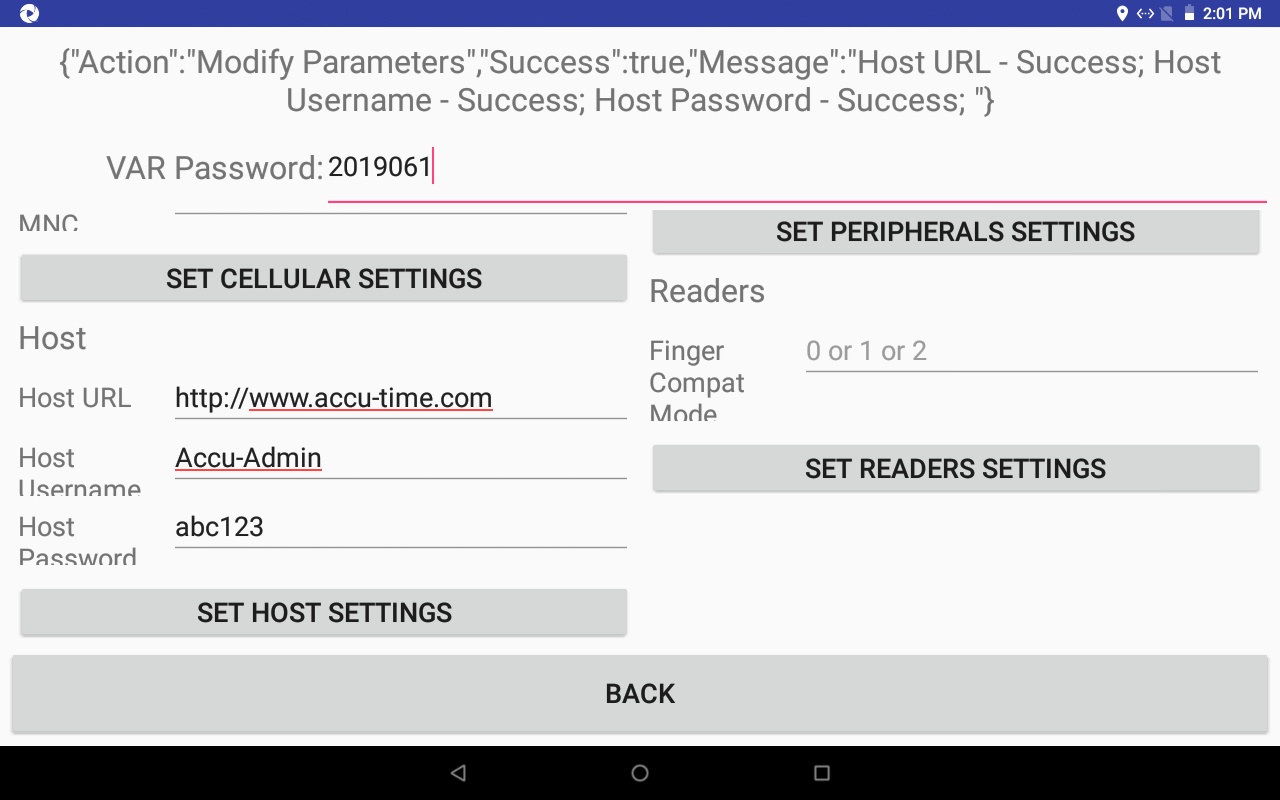 2:01 PM
{"Action":"Modify Parameters","Success":true,"Message":"Host URL - Success; Host
Username - Success; Host Password - Success; "}
VAR Password: 2019061
MNC
SET CELLULAR SETTINGS
Host
Host URL http://www.accu-time.com
Host
Username
Accu-Admin
Host
Password
abc123
SET HOST SETTINGS
SET PERIPHERALS SETTINGS
Readers
Finger
Compat
Mode
0 or 1 or 2
SET READERS SETTINGS
BACK